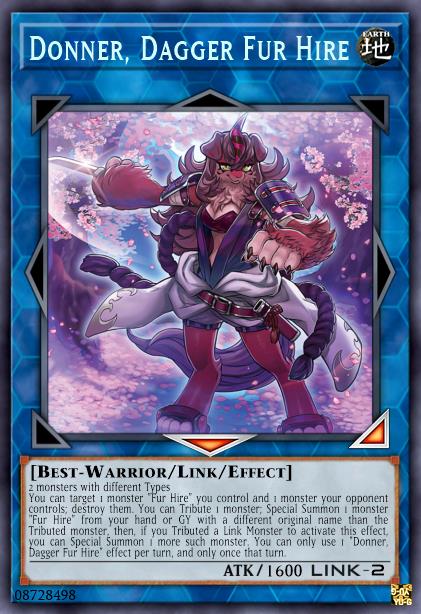 DONNER, DAGGER FUR HIRE
EARTH
地
[BEST-WARRIOR/LINK/EFFECT]
2 monsters with different Types
You can target 1 monster "Fur Hire" you control and 1 monster your opponent
controls; destroy them. You can Tribute 1 monster; Special Summon 1 monster
"Fur Hire" from your hand or GY with a different original name than the
Tributed monster, then, if you Tributed a Link Monster to activate this effect,
you can Special Summon 1 more such monster. You can only use 1 "Donner,
Dagger Fur Hire" effect per turn, and only once that turn.
ATK/1600 LINK-2
08728498